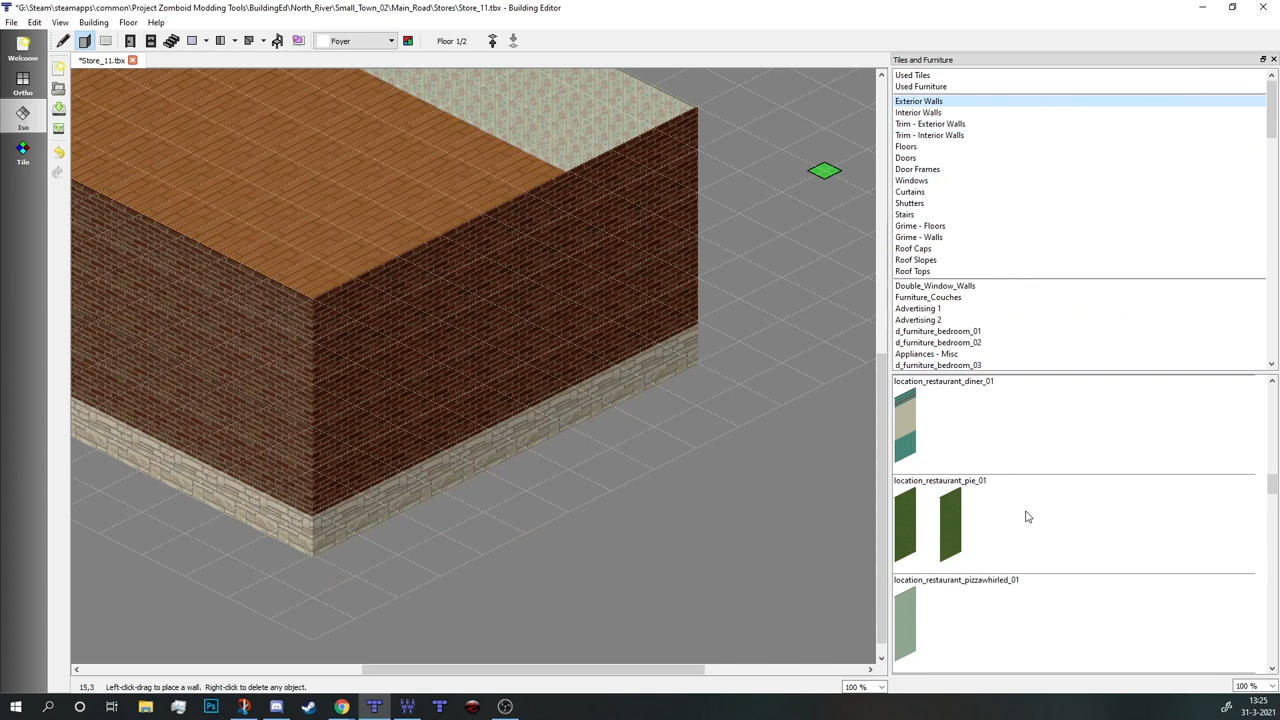 *G:\Steam\steamapps\common\Project Zomboid Modding Tools\BuildingEd\North_River\Small_Town_02\Main_Road\Stores\Store_11.tbx - Building Editor
File Edit View Building Floor Help
Foyer Floor 1/2
Welcome
Ortho
Iso
Tile
*Store_11.tbx
Tiles and Furniture
Used Tiles
Used Furniture
Exterior Walls
Interior Walls
Trim - Exterior Walls
Trim - Interior Walls
Floors
Doors
Door Frames
Windows
Curtains
Shutters
Stairs
Grime - Floors
Grime - Walls
Roof Caps
Roof Slopes
Roof Tops
Double_Window_Walls
Furniture_Couches
Advertising 1
Advertising 2
d_furniture_bedroom_01
d_furniture_bedroom_02
Appliances - Misc
d_furniture_bedroom_03
location_restaurant_diner_01
location_restaurant_pie_01
location_restaurant_pizzawhirled_01
15,3 Left-click-drag to place a wall. Right-click to delete any object.
100 %
100 %
13:25
31-3-2021